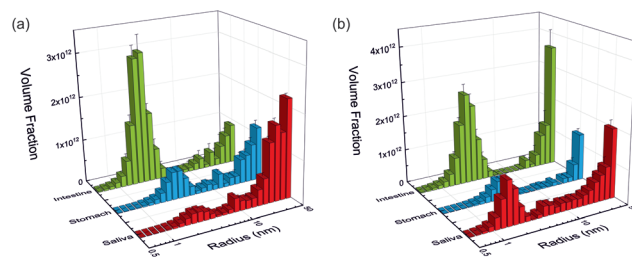 (a)
3x10¹²
2x10¹²
1x10¹²
0
Volume Fraction
Intestine
Stomach
Saliva
0.5
1
10
Radius (nm)
(b)
4x10¹²
3x10¹²
2x10¹²
1x10¹²
0
Volume Fraction
Intestine
Stomach
Saliva
0.5
1
10
Radius (nm)